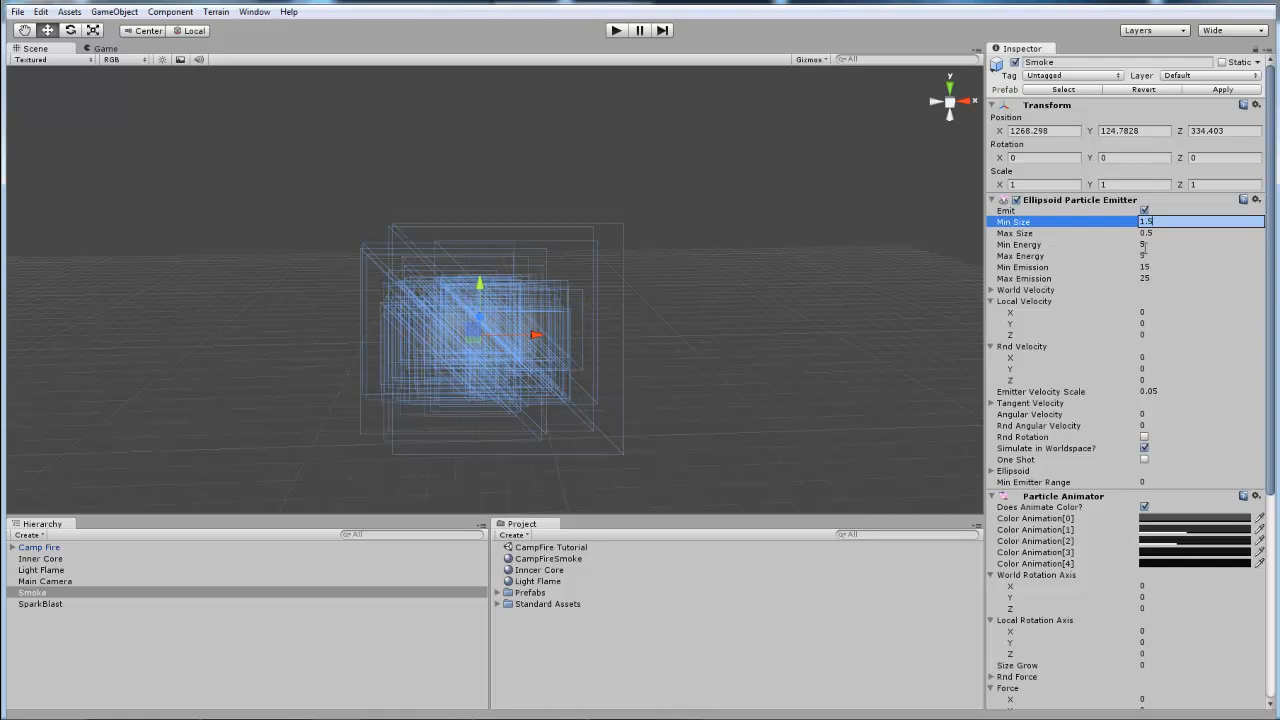 File Edit Assets GameObject Component Terrain Window Help
Center Local Layers Wide
Scene Game
Textured RGB Gizmos All
y
x
Inspector
Smoke Static
Tag Untagged Layer Default
Prefab Select Revert Apply
Transform
Position
X 1268.298 Y 124.7828 Z 334.403
Rotation
X 0 Y 0 Z 0
Scale
X 1 Y 1 Z 1
Ellipsoid Particle Emitter
Emit
Min Size 1.5
Max Size 0.5
Min Energy 5
Max Energy 5
Min Emission 15
Max Emission 25
World Velocity
Local Velocity
X 0
Y 0
Z 0
Rnd Velocity
X 0
Y 0
Z 0
Emitter Velocity Scale 0.05
Tangent Velocity
Angular Velocity 0
Rnd Angular Velocity 0
Rnd Rotation
Simulate in Worldspace?
One Shot
Ellipsoid
Min Emitter Range 0
Particle Animator
Does Animate Color?
Color Animation[0]
Color Animation[1]
Color Animation[2]
Color Animation[3]
Color Animation[4]
World Rotation Axis
X 0
Y 0
Z 0
Local Rotation Axis
X 0
Y 0
Z 0
Size Grow 0
Rnd Force
Force
X 0
Y 0
Hierarchy
Create All
Camp Fire
Inner Core
Light Flame
Main Camera
Smoke
SparkBlast
Project
Create All
CampFire Tutorial
CampFireSmoke
Inncer Core
Light Flame
Prefabs
Standard Assets